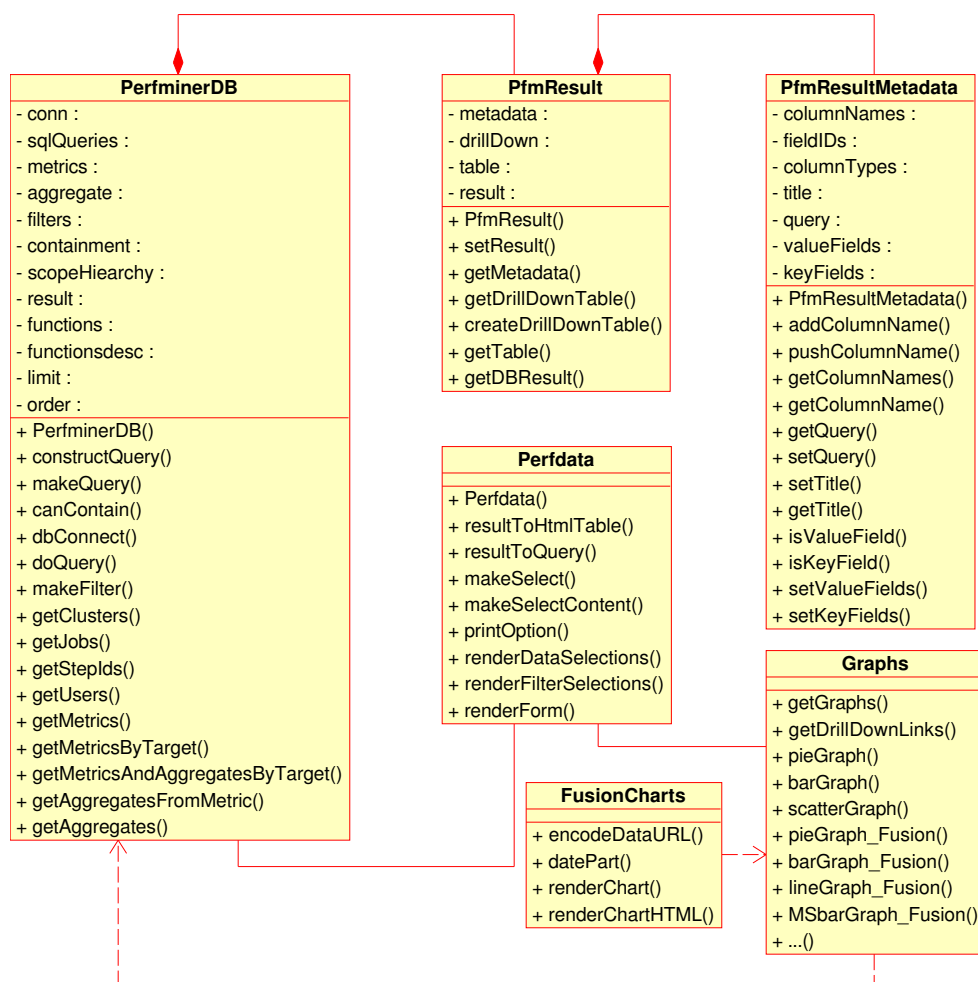 PerfminerDB
- conn :
- sqlQueries :
- metrics :
- aggregate :
- filters :
- containment :
- scopeHiearchy :
- result :
- functions :
- functionsdesc :
- limit :
- order :
+ PerfminerDB()
+ constructQuery()
+ makeQuery()
+ canContain()
+ dbConnect()
+ doQuery()
+ makeFilter()
+ getClusters()
+ getJobs()
+ getStepIds()
+ getUsers()
+ getMetrics()
+ getMetricsByTarget()
+ getMetricsAndAggregatesByTarget()
+ getAggregatesFromMetric()
+ getAggregates()
PfmResult
- metadata :
- drillDown :
- table :
- result :
+ PfmResult()
+ setResult()
+ getMetadata()
+ getDrillDownTable()
+ createDrillDownTable()
+ getTable()
+ getDBResult()
PfmResultMetadata
- columnNames :
- fieldIDs :
- columnTypes :
- title :
- query :
- valueFields :
- keyFields :
+ PfmResultMetadata()
+ addColumnName()
+ pushColumnName()
+ getColumnNames()
+ getColumnName()
+ getQuery()
+ setQuery()
+ setTitle()
+ getTitle()
+ isValueField()
+ isKeyField()
+ setValueFields()
+ setKeyFields()
Perfdata
+ Perfdata()
+ resultToHtmlTable()
+ resultToQuery()
+ makeSelect()
+ makeSelectContent()
+ printOption()
+ renderDataSelections()
+ renderFilterSelections()
+ renderForm()
FusionCharts
+ encodeDataURL()
+ datePart()
+ renderChart()
+ renderChartHTML()
Graphs
+ getGraphs()
+ getDrillDownLinks()
+ pieGraph()
+ barGraph()
+ scatterGraph()
+ pieGraph_Fusion()
+ barGraph_Fusion()
+ lineGraph_Fusion()
+ MSbarGraph_Fusion()
+ ...()